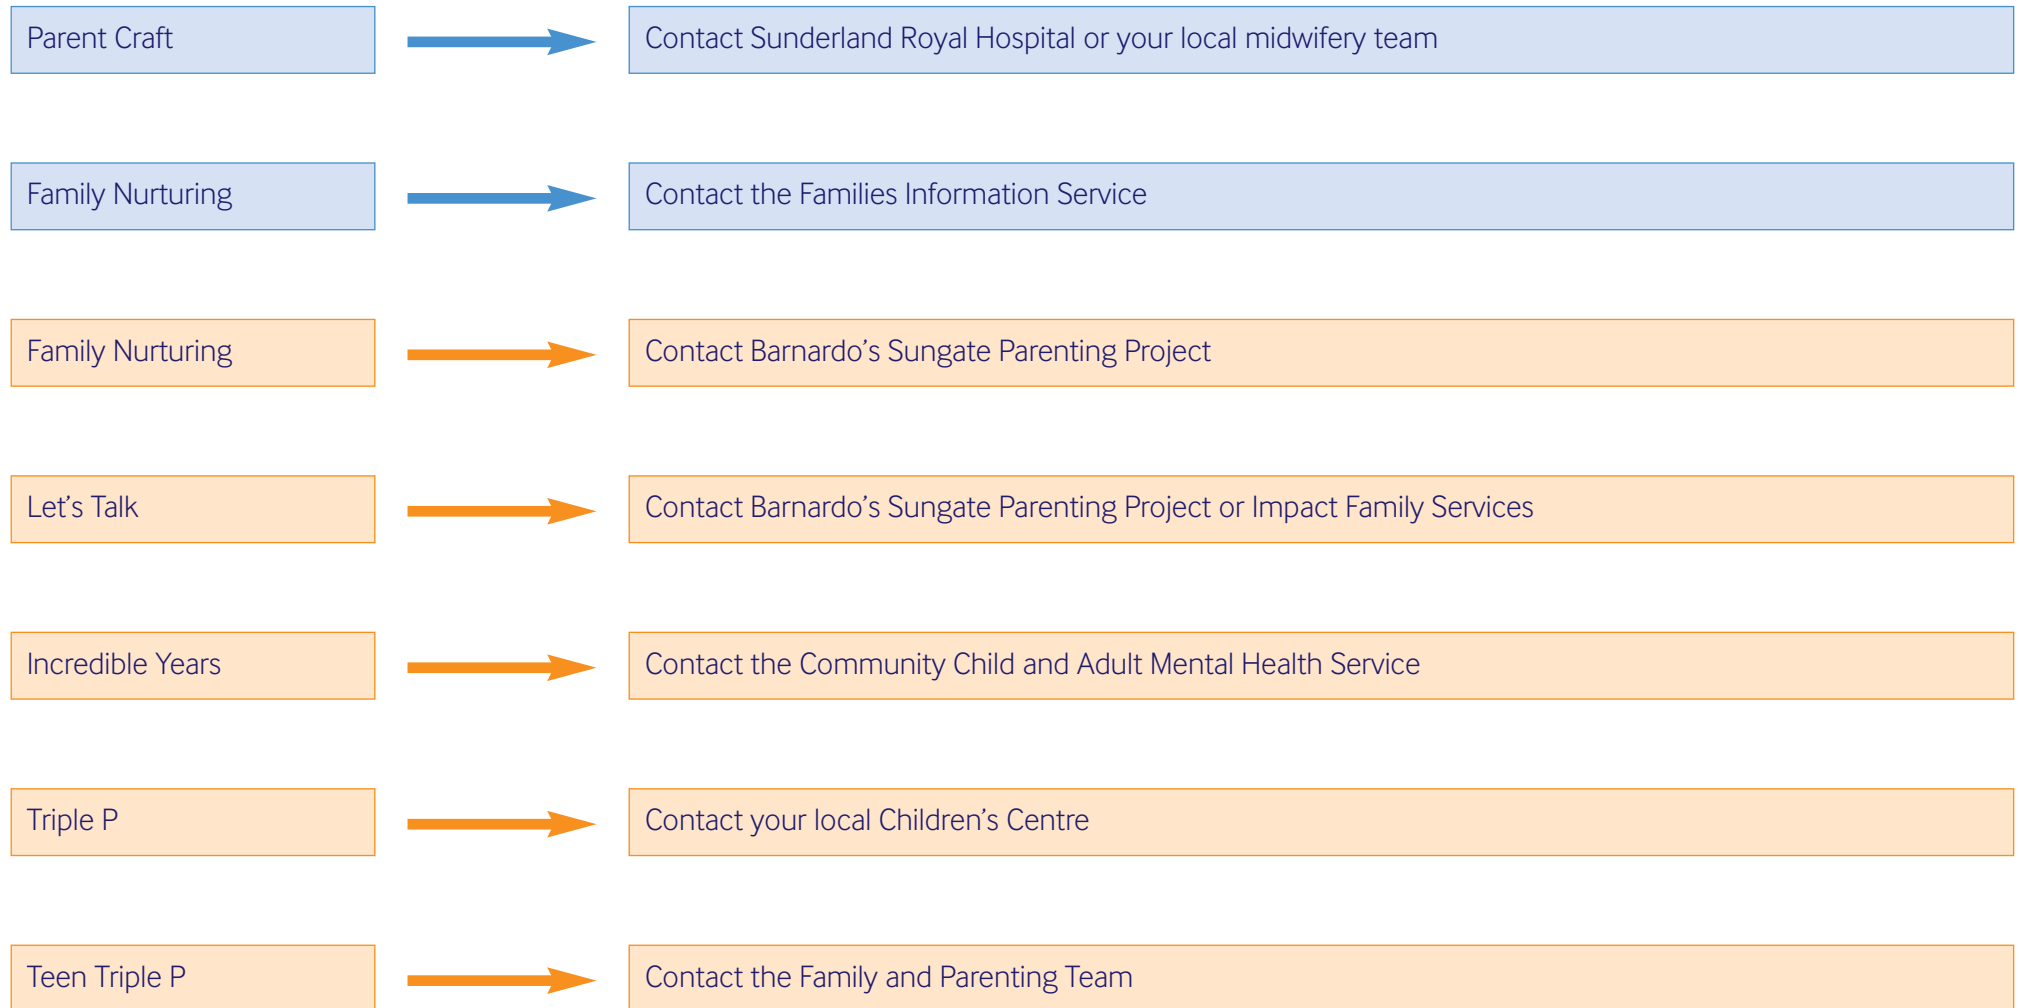 Parent Craft
Contact Sunderland Royal Hospital or your local midwifery team
Family Nurturing
Contact the Families Information Service
Family Nurturing
Contact Barnardo’s Sungate Parenting Project
Let’s Talk
Contact Barnardo’s Sungate Parenting Project or Impact Family Services
Incredible Years
Contact the Community Child and Adult Mental Health Service
Triple P
Contact your local Children’s Centre
Teen Triple P
Contact the Family and Parenting Team